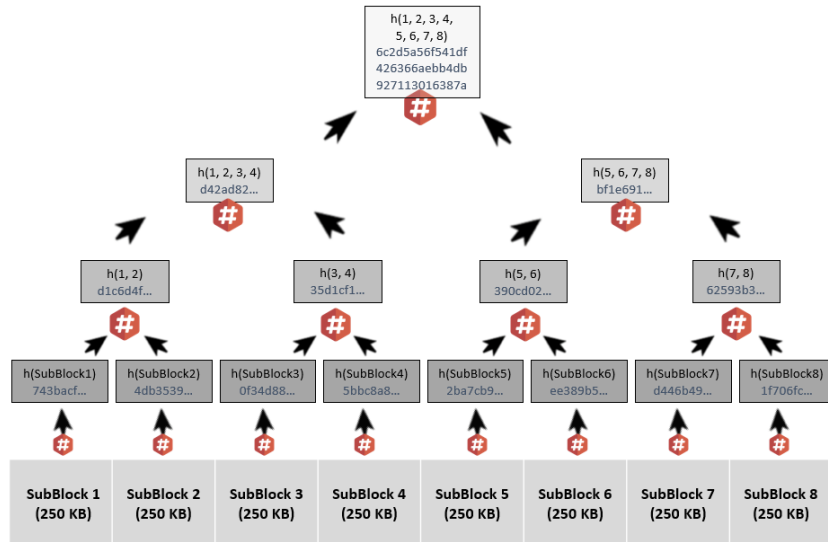 h(1, 2, 3, 4,
5, 6, 7, 8)
6c2d5a56f541df
426366aebb4db
927113016387a
#
h(1, 2, 3, 4)
d42ad82...
#
h(5, 6, 7, 8)
bf1e691...
#
h(1, 2)
d1c6d4f...
#
h(3, 4)
35d1cf1...
#
h(5, 6)
390cd02...
#
h(7, 8)
62593b3...
#
h(SubBlock1)
743bacf...
h(SubBlock2)
4db3539...
h(SubBlock3)
0f34d88...
h(SubBlock4)
5bbc8a8...
h(SubBlock5)
2ba7cb9...
h(SubBlock6)
ee389b5...
h(SubBlock7)
d446b49...
h(SubBlock8)
1f706fc...
#
#
#
#
#
#
#
#
SubBlock 1
(250 KB)
SubBlock 2
(250 KB)
SubBlock 3
(250 KB)
SubBlock 4
(250 KB)
SubBlock 5
(250 KB)
SubBlock 6
(250 KB)
SubBlock 7
(250 KB)
SubBlock 8
(250 KB)